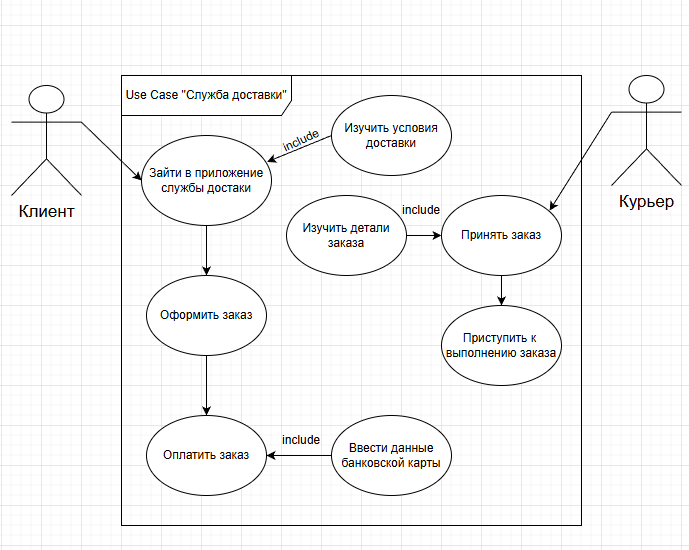 Use Case "Служба доставки"
Клиент
Курьер
include
Изучить условия
доставки
Зайти в приложение
службы достаки
Изучить детали
заказа
include
Принять заказ
Оформить заказ
Приступить к
выполнению заказа
Оплатить заказ
include
Ввести данные
банковской карты